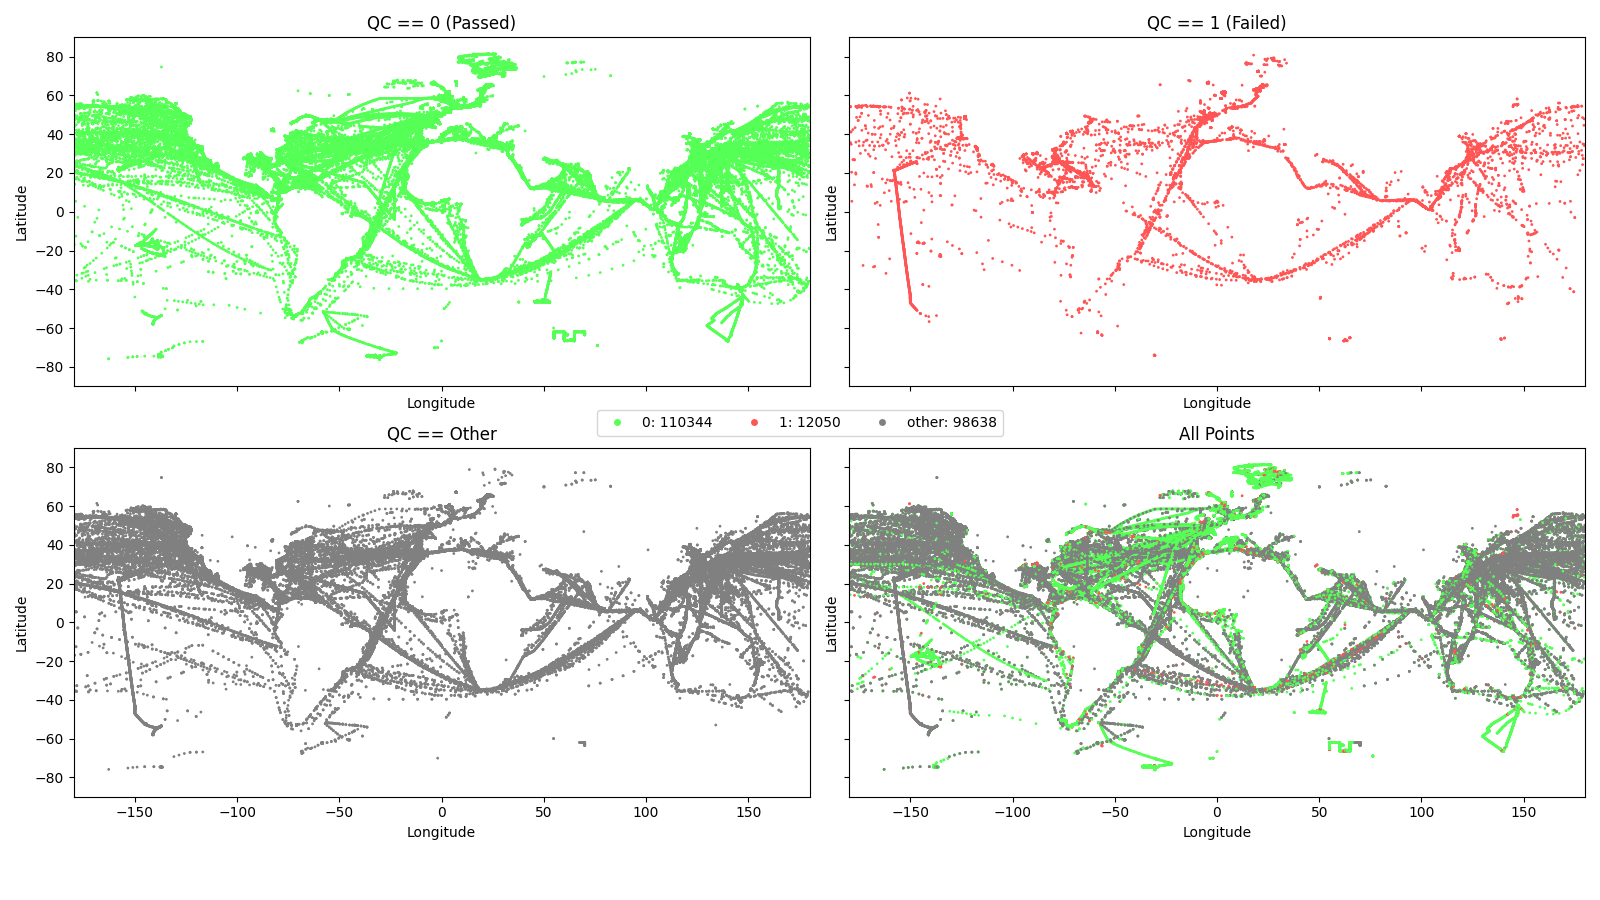 QC == 0 (Passed)
QC == 1 (Failed)
80
60
40
20
0
−20
−40
−60
−80
Latitude
Latitude
Longitude
Longitude
0: 110344 1: 12050 other: 98638
QC == Other
All Points
80
60
40
20
0
−20
−40
−60
−80
Latitude
Latitude
−150 −100 −50 0 50 100 150
−150 −100 −50 0 50 100 150
Longitude
Longitude